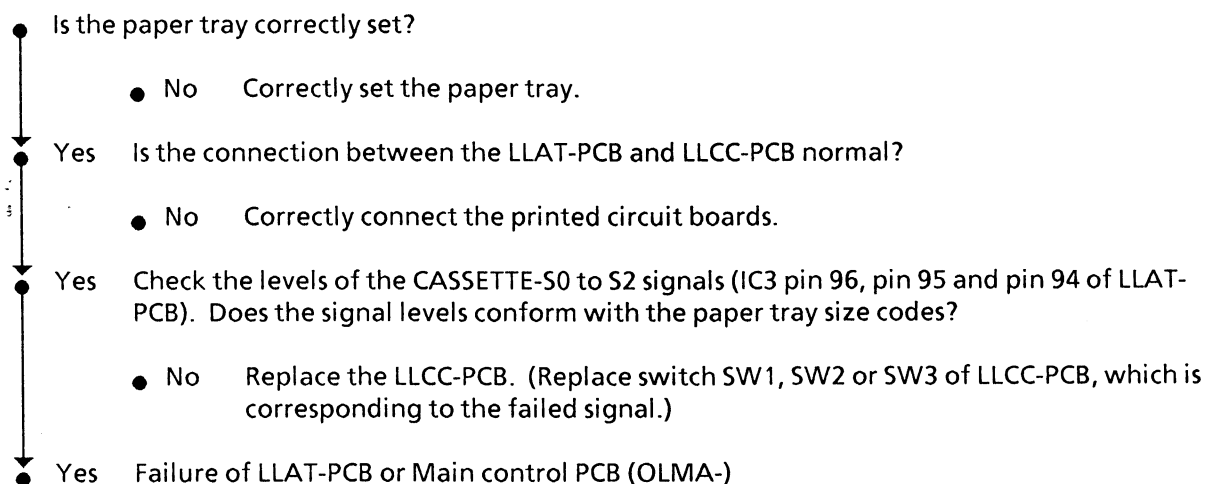 Is the paper tray correctly set?
No Correctly set the paper tray.
Yes Is the connection between the LLAT-PCB and LLCC-PCB normal?
No Correctly connect the printed circuit boards.
Yes Check the levels of the CASSETTE-S0 to S2 signals (IC3 pin 96, pin 95 and pin 94 of LLAT-
PCB). Does the signal levels conform with the paper tray size codes?
No Replace the LLCC-PCB. (Replace switch SW1, SW2 or SW3 of LLCC-PCB, which is
corresponding to the failed signal.)
Yes Failure of LLAT-PCB or Main control PCB (OLMA-)